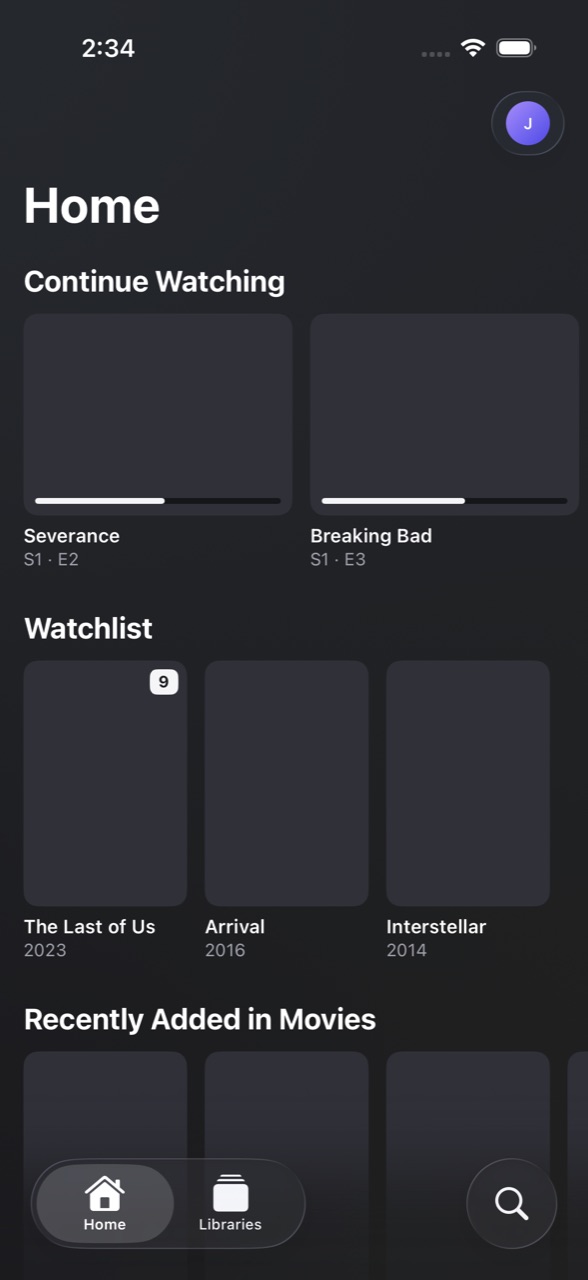 2:34
J
Home
Continue Watching
Severance
S1 · E2
Breaking Bad
S1 · E3
Watchlist
9
The Last of Us
2023
Arrival
2016
Interstellar
2014
Recently Added in Movies
Home
Libraries